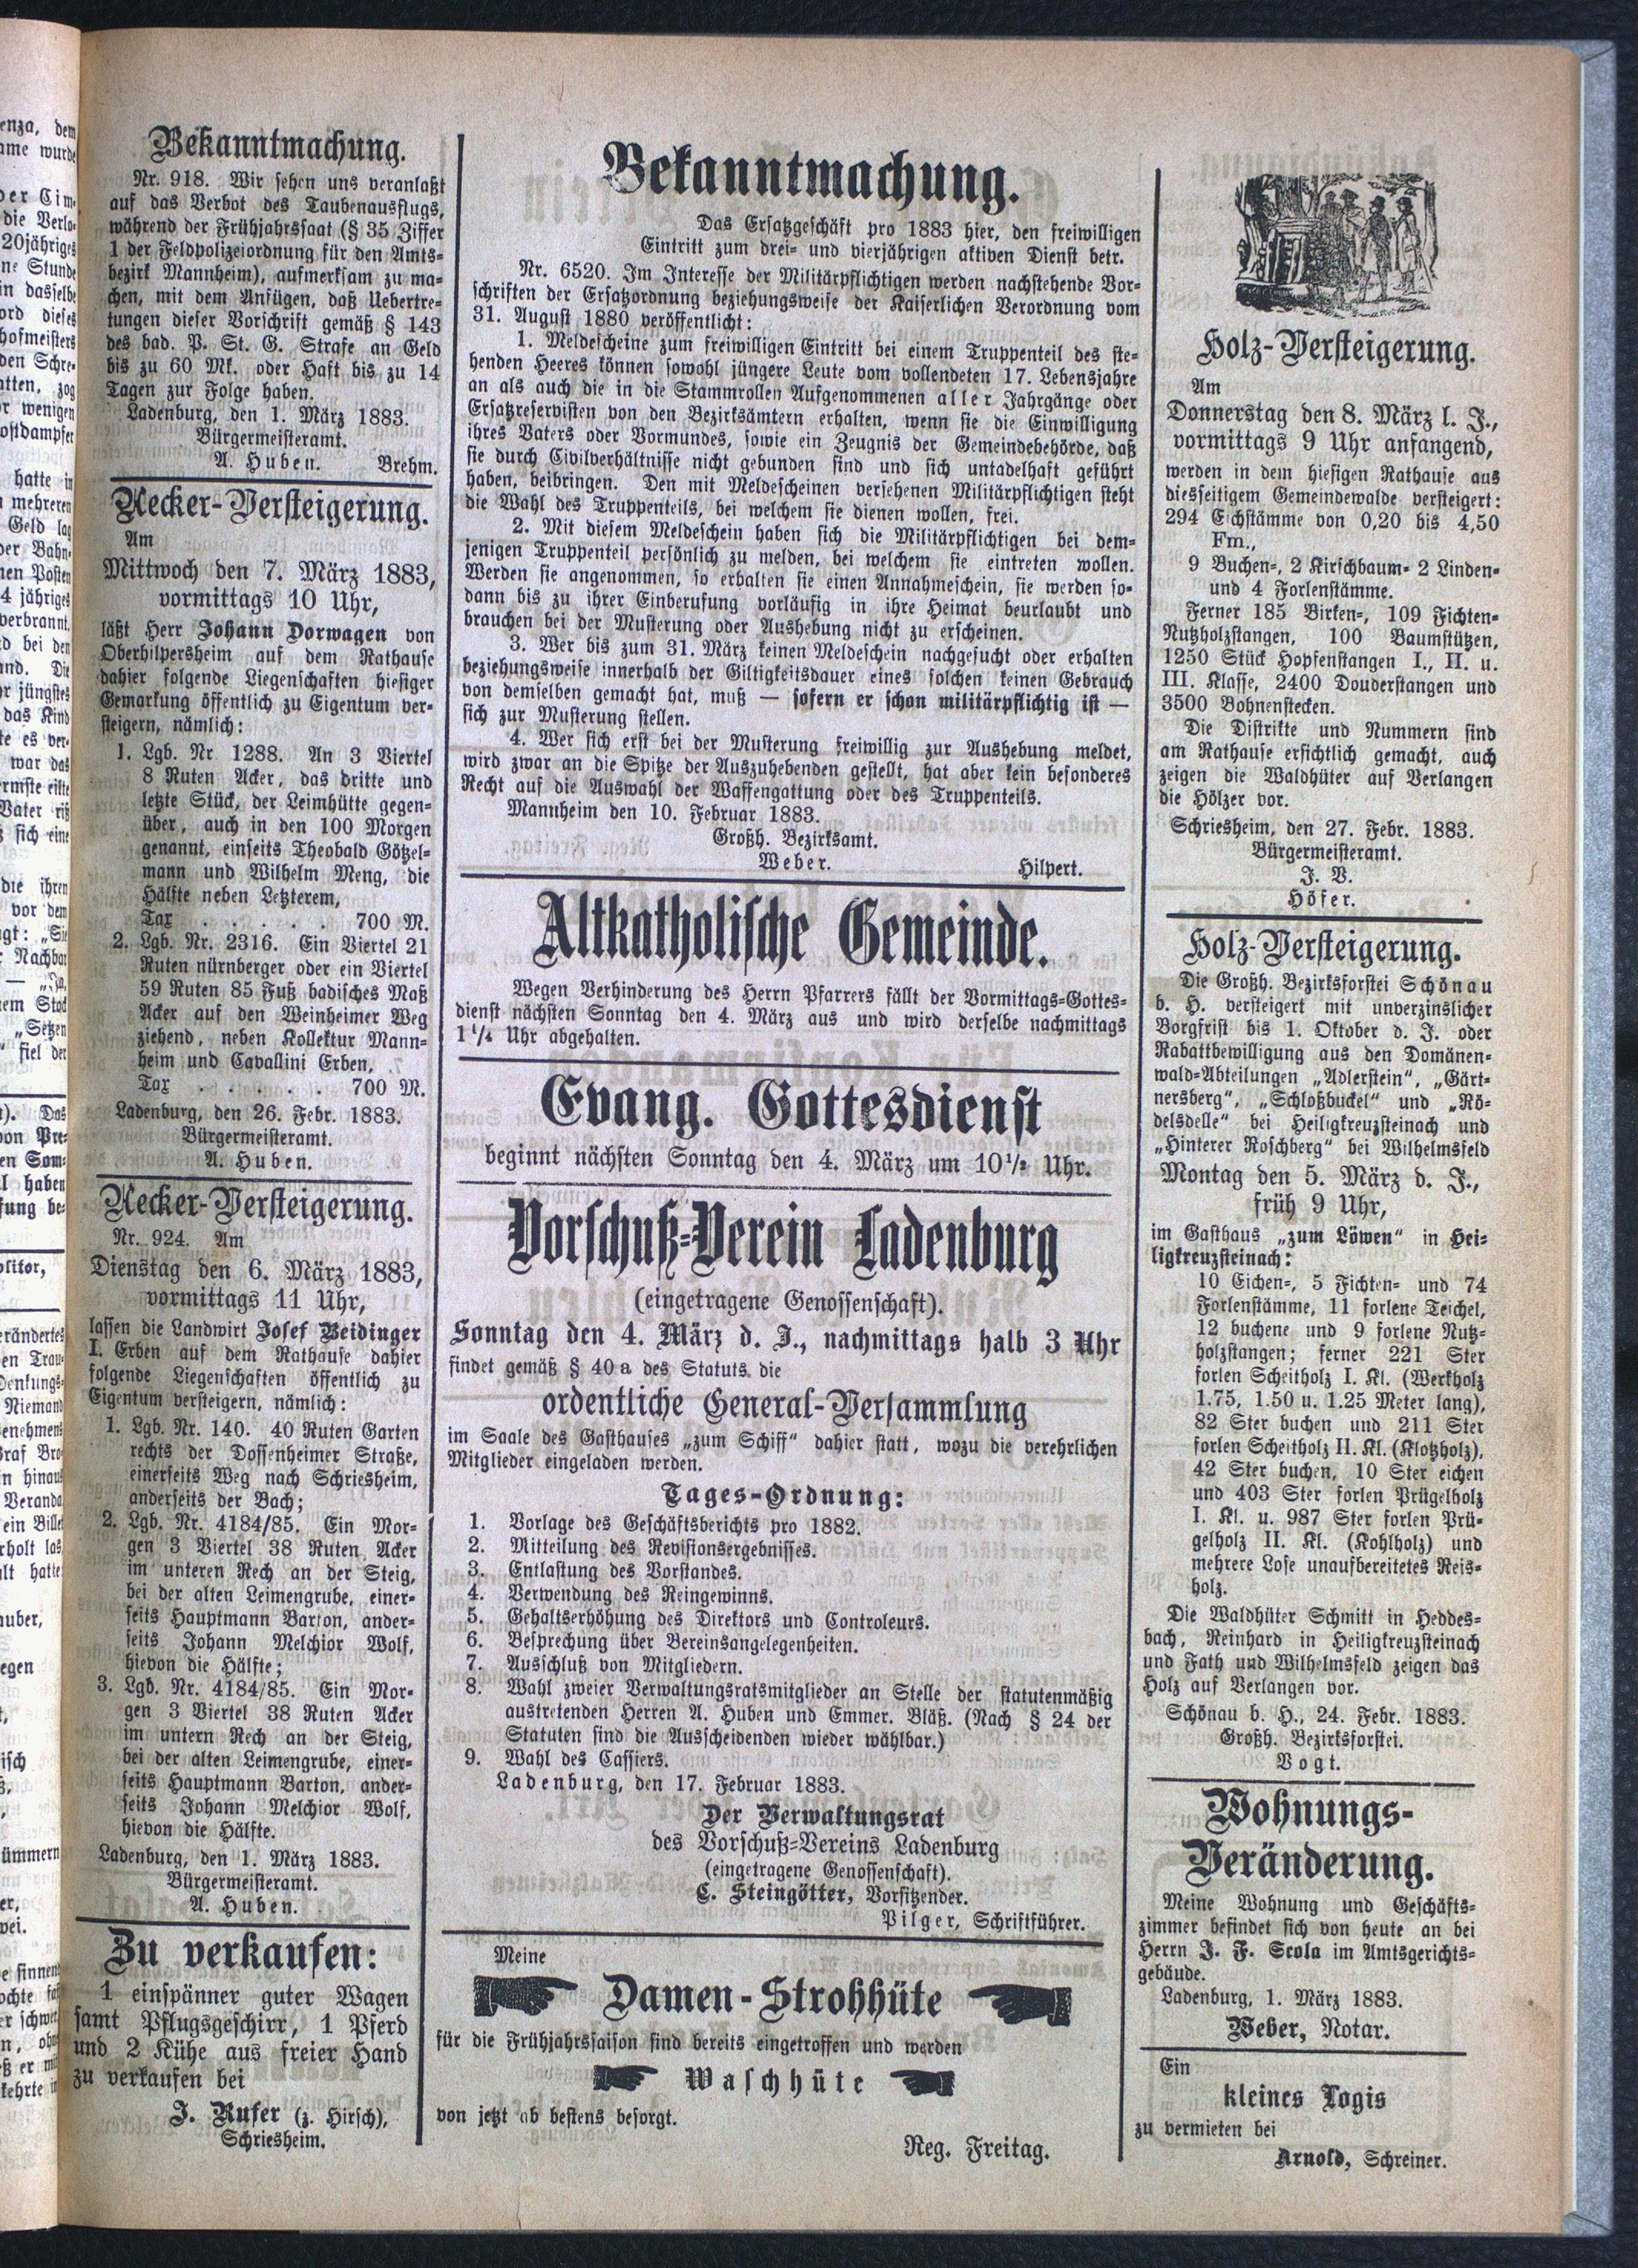 Bekanntmachung.
Nr. 918. Wir sehen uns veranlaßt
auf das Verbot des Taubenausflugs,
während der Frühjahrssaat (§ 35 Ziffer
1 der Feldpolizeiordnung für den Amts-
bezirk Mannheim), aufmerksam zu ma-
chen, mit dem Anfügen, daß Uebertre-
tungen dieser Vorschrift gemäß § 143
des bad. P. St. G. Strafe an Geld
bis zu 60 Mk. oder Haft bis zu 14
Tagen zur Folge haben.
Ladenburg, den 1. März 1883.
Bürgermeisteramt.
A. Huben. Brehm.
Aecker-Versteigerung.
Am
Mittwoch den 7. März 1883,
vormittags 10 Uhr,
läßt Herr Johann Dorwagen von
Oberhilpersheim auf dem Rathause
dahier folgende Liegenschaften hiesiger
Gemarkung öffentlich zu Eigentum ver-
steigern, nämlich:
1. Lgb. Nr 1288. An 3 Viertel
8 Ruten Acker, das dritte und
letzte Stück, der Leimhütte gegen-
über, auch in den 100 Morgen
genannt, einseits Theobald Götzel-
mann und Wilhelm Meng, die
Hälfte neben Letzterem,
Tax . . . . . 700 M.
2. Lgb. Nr. 2316. Ein Viertel 21
Ruten nürnberger oder ein Viertel
59 Ruten 85 Fuß badisches Maß
Acker auf den Weinheimer Weg
ziehend, neben Kollektur Mann-
heim und Cavallini Erben,
Tax . . . . . 700 M.
Ladenburg, den 26. Febr. 1883.
Bürgermeisteramt.
A. Huben.
Aecker-Versteigerung.
Nr. 924. Am
Dienstag den 6. März 1883,
vormittags 11 Uhr,
lassen die Landwirt Josef Beidinger
I. Erben auf dem Rathause dahier
folgende Liegenschaften öffentlich zu
Eigentum versteigern, nämlich:
1. Lgb. Nr. 140. 40 Ruten Garten
rechts der Dossenheimer Straße,
einerseits Weg nach Schriesheim,
anderseits der Bach;
2. Lgb. Nr. 4184/85. Ein Mor-
gen 3 Viertel 38 Ruten Acker
im unteren Rech an der Steig,
bei der alten Leimengrube, einer-
seits Hauptmann Barton, ander-
seits Johann Melchior Wolf,
hievon die Hälfte;
3. Lgb. Nr. 4184/85. Ein Mor-
gen 3 Viertel 38 Ruten Acker
im untern Rech an der Steig,
bei der alten Leimengrube, einer-
seits Hauptmann Barton, ander-
seits Johann Melchior Wolf,
hievon die Hälfte.
Ladenburg, den 1. März 1883.
Bürgermeisteramt.
A. Huben.
Zu verkaufen:
1 einspänner guter Wagen
samt Pflugsgeschirr, 1 Pferd
und 2 Kühe aus freier Hand
zu verkaufen bei
J. Rufer (z. Hirsch),
Schriesheim.
Bekanntmachung.
Das Ersatzgeschäft pro 1883 hier, den freiwilligen
Eintritt zum drei- und vierjährigen aktiven Dienst betr.
Nr. 6520. Im Interesse der Militärpflichtigen werden nachstehende Vor-
schriften der Ersatzordnung beziehungsweise der Kaiserlichen Verordnung vom
31. August 1880 veröffentlicht:
1. Meldescheine zum freiwilligen Eintritt bei einem Truppenteil des ste-
henden Heeres können sowohl jüngere Leute vom vollendeten 17. Lebensjahre
an als auch die in die Stammrollen Aufgenommenen aller Jahrgänge oder
Ersatzreservisten von den Bezirksämtern erhalten, wenn sie die Einwilligung
ihres Vaters oder Vormundes, sowie ein Zeugnis der Gemeindebehörde, daß
sie durch Civilverhältnisse nicht gebunden sind und sich untadelhaft geführt
haben, beibringen. Den mit Meldescheinen versehenen Militärpflichtigen steht
die Wahl des Truppenteils, bei welchem sie dienen wollen, frei.
2. Mit diesem Meldeschein haben sich die Militärpflichtigen bei dem-
jenigen Truppenteil persönlich zu melden, bei welchem sie eintreten wollen.
Werden sie angenommen, so erhalten sie einen Annahmeschein, sie werden so-
dann bis zu ihrer Einberufung vorläufig in ihre Heimat beurlaubt und
brauchen bei der Musterung oder Aushebung nicht zu erscheinen.
3. Wer bis zum 31. März keinen Meldeschein nachgesucht oder erhalten
beziehungsweise innerhalb der Giltigkeitsdauer eines solchen keinen Gebrauch
von demselben gemacht hat, muß — sofern er schon militärpflichtig ist —
sich zur Musterung stellen.
4. Wer sich erst bei der Musterung freiwillig zur Aushebung meldet,
wird zwar an die Spitze der Auszuhebenden gestellt, hat aber kein besonderes
Recht auf die Auswahl der Waffengattung oder des Truppenteils.
Mannheim den 10. Februar 1883.
Großh. Bezirksamt.
Weber. Hilpert.
Altkatholische Gemeinde.
Wegen Verhinderung des Herrn Pfarrers fällt der Vormittags-Gottes-
dienst nächsten Sonntag den 4. März aus und wird derselbe nachmittags
1¼ Uhr abgehalten.
Evang. Gottesdienst
beginnt nächsten Sonntag den 4. März um 10½ Uhr.
Vorschuß-Verein Ladenburg
(eingetragene Genossenschaft).
Sonntag den 4. März d. J., nachmittags halb 3 Uhr
findet gemäß § 40a des Statuts die
ordentliche General-Versammlung
im Saale des Gasthauses „zum Schiff“ dahier statt, wozu die verehrlichen
Mitglieder eingeladen werden.
Tages-Ordnung:
1. Vorlage des Geschäftsberichts pro 1882.
2. Mitteilung des Revisionsergebnisses.
3. Entlastung des Vorstandes.
4. Verwendung des Reingewinns.
5. Gehaltserhöhung des Direktors und Controleurs.
6. Besprechung über Vereinsangelegenheiten.
7. Ausschluß von Mitgliedern.
8. Wahl zweier Verwaltungsratsmitglieder an Stelle der statutenmäßig
austretenden Herren A. Huben und Emmer. Bläß. (Nach § 24 der
Statuten sind die Ausscheidenden wieder wählbar.)
9. Wahl des Cassiers.
Ladenburg, den 17. Februar 1883.
Der Verwaltungsrat
des Vorschuß-Vereins Ladenburg
(eingetragene Genossenschaft).
C. Steingötter, Vorsitzender.
Pilger, Schriftführer.
Meine
Damen-Strohhüte
für die Frühjahrssaison sind bereits eingetroffen und werden
Waschhüte
von jetzt ab bestens besorgt.
Reg. Freitag.
Holz-Versteigerung.
Am
Donnerstag den 8. März l. J.,
vormittags 9 Uhr anfangend,
werden in dem hiesigen Rathause aus
diesseitigem Gemeindewalde versteigert:
294 Eichstämme von 0,20 bis 4,50
Fm.,
9 Buchen-, 2 Kirschbaum- 2 Linden-
und 4 Forlenstämme.
Ferner 185 Birken-, 109 Fichten-
Nutzholzstangen, 100 Baumstützen,
1250 Stück Hopfenstangen I., II. u.
III. Klasse, 2400 Douderstangen und
3500 Bohnenstecken.
Die Distrikte und Nummern sind
am Rathause ersichtlich gemacht, auch
zeigen die Waldhüter auf Verlangen
die Hölzer vor.
Schriesheim, den 27. Febr. 1883.
Bürgermeisteramt.
J. V.
Höfer.
Holz-Versteigerung.
Die Großh. Bezirksforstei Schönau
b. H. versteigert mit unverzinslicher
Borgfrist bis 1. Oktober d. J. oder
Rabattbewilligung aus den Domänen-
wald-Abteilungen „Adlerstein“, „Gärt-
nersberg“, „Schloßbuckel“ und „Rö-
delsdelle“ bei Heiligkreuzsteinach und
„Hinterer Roschberg“ bei Wilhelmsfeld
Montag den 5. März d. J.,
früh 9 Uhr,
im Gasthaus „zum Löwen“ in Hei-
ligkreuzsteinach:
10 Eichen-, 5 Fichten- und 74
Forlenstämme, 11 forlene Teichel,
12 buchene und 9 forlene Nutz-
holzstangen; ferner 221 Ster
forlen Scheitholz I. Kl. (Werkholz
1.75, 1.50 u. 1.25 Meter lang),
82 Ster buchen und 211 Ster
forlen Scheitholz II. Kl. (Klotzholz),
42 Ster buchen, 10 Ster eichen
und 403 Ster forlen Prügelholz
I. Kl. u. 987 Ster forlen Prü-
gelholz II. Kl. (Kohlholz) und
mehrere Lose unaufbereitetes Reis-
holz.
Die Waldhüter Schmitt in Heddes-
bach, Reinhard in Heiligkreuzsteinach
und Fath und Wilhelmsfeld zeigen das
Holz auf Verlangen vor.
Schönau b. H., 24. Febr. 1883.
Großh. Bezirksforstei.
Vogt.
Wohnungs-
Veränderung.
Meine Wohnung und Geschäfts-
zimmer befindet sich von heute an bei
Herrn J. F. Scola im Amtsgerichts-
gebäude.
Ladenburg, 1. März 1883.
Weber, Notar.
Ein
kleines Logis
zu vermieten bei
Arnold, Schreiner.